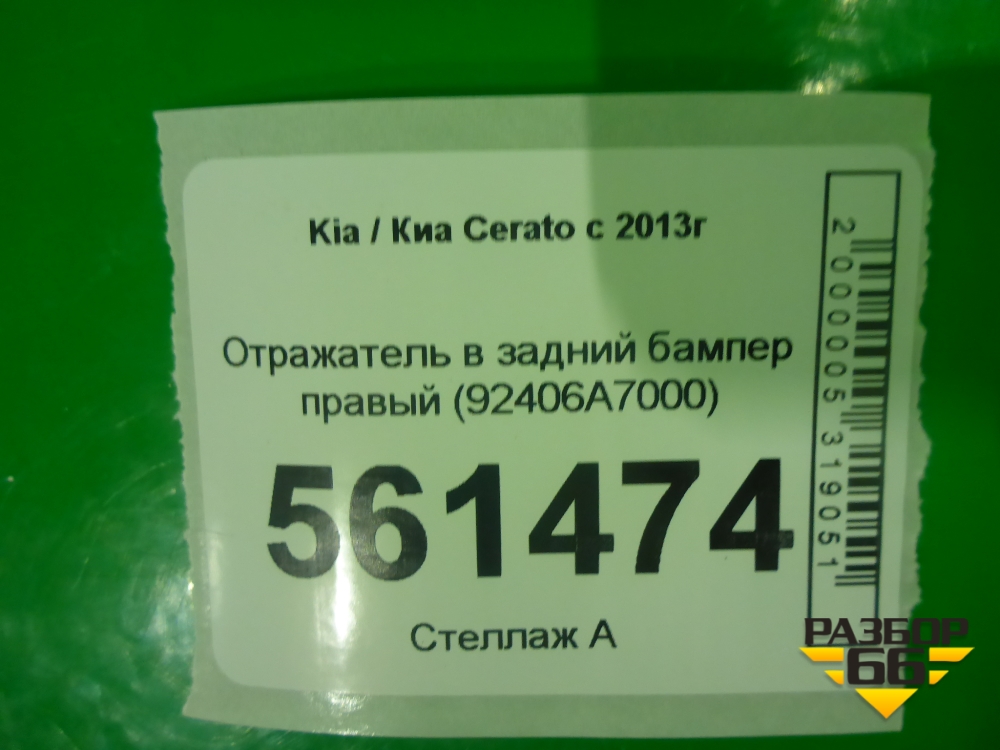 Kia / Киа Cerato с 2013г
Отражатель в задний бампер
правый (92406A7000)
561474
Стеллаж А
2000005319051
РАЗБОР
66